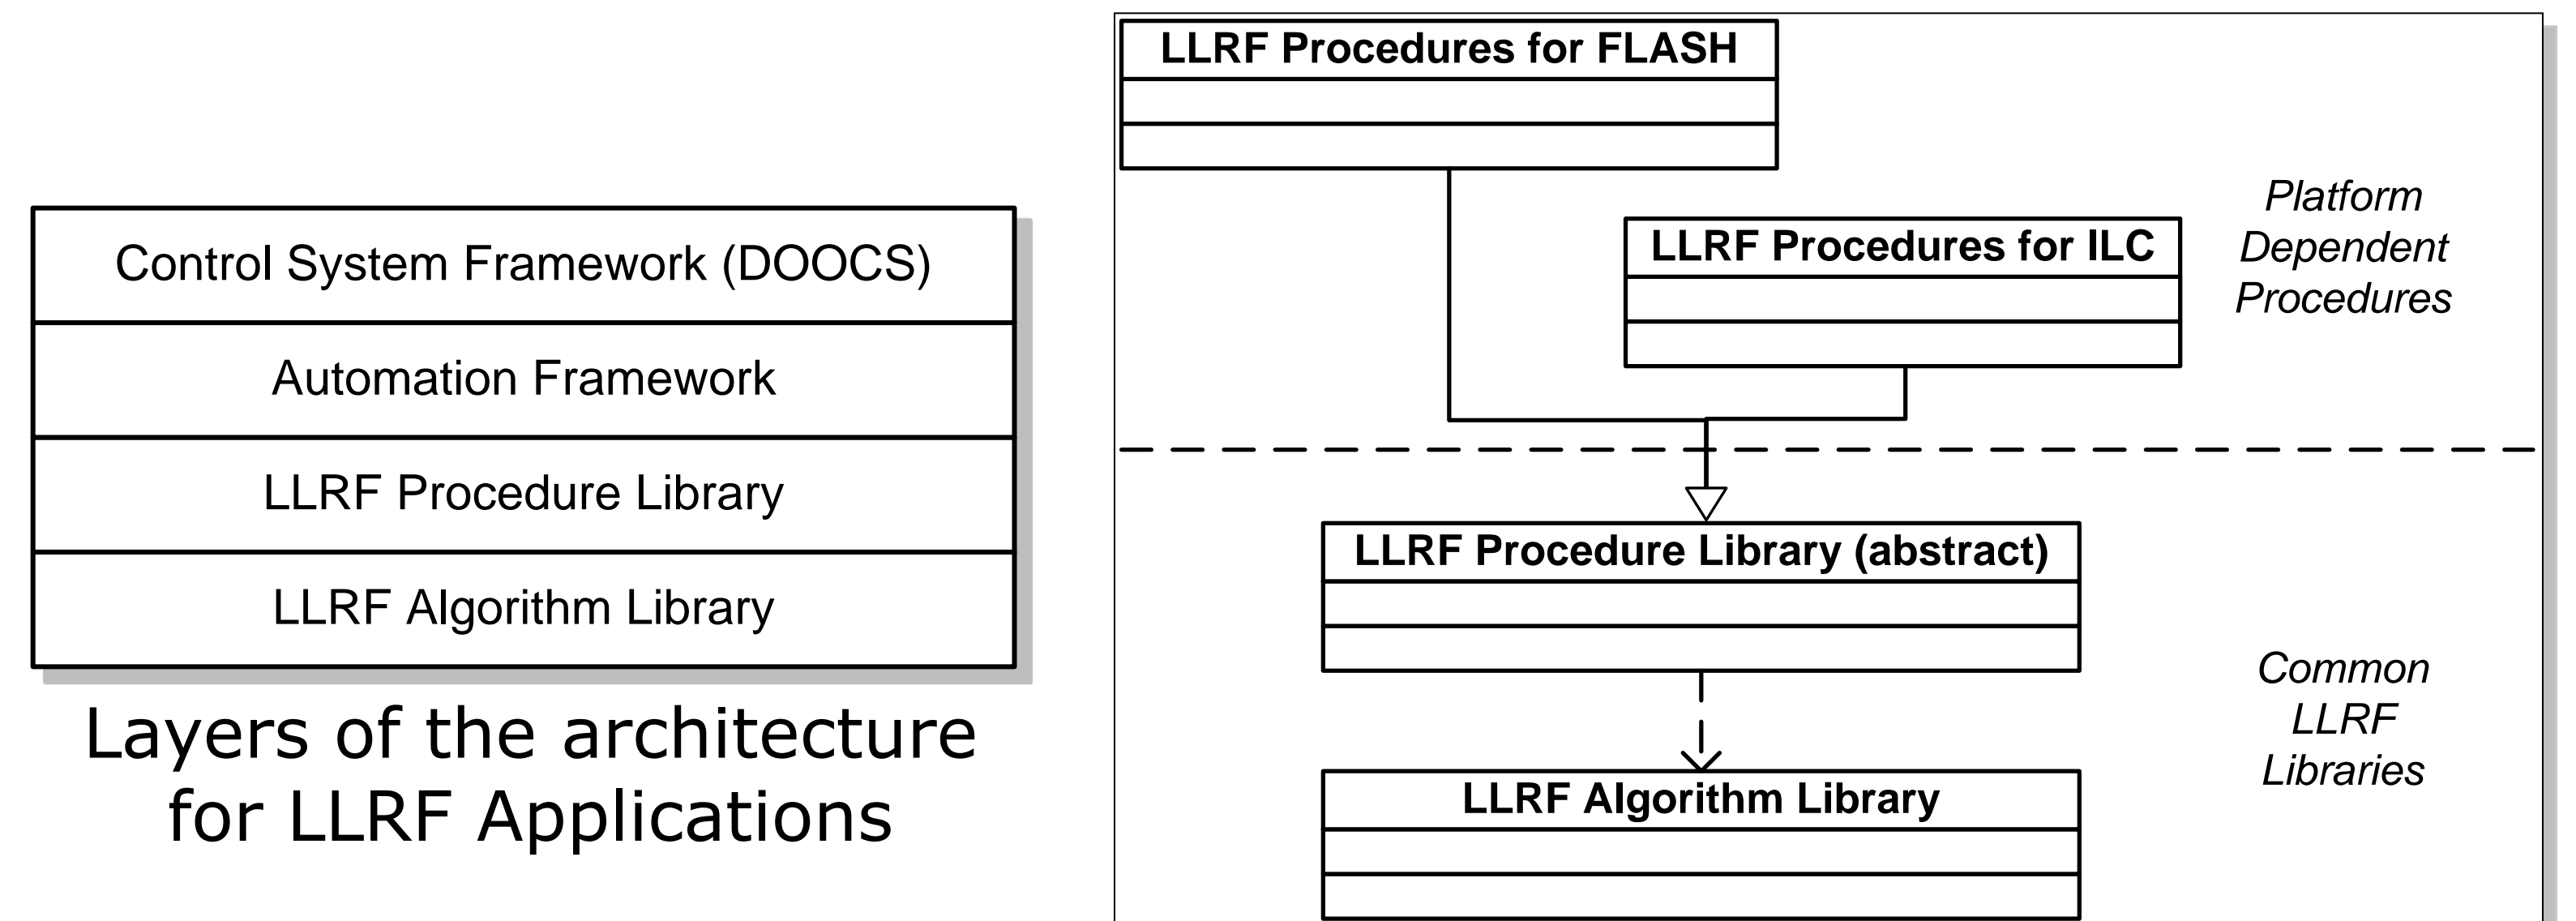 Control System Framework (DOOCS)
Automation Framework
LLRF Procedure Library
LLRF Algorithm Library
Layers of the architecture
for LLRF Applications
LLRF Procedures for FLASH
LLRF Procedures for ILC
Platform
Dependent
Procedures
LLRF Procedure Library (abstract)
LLRF Algorithm Library
Common
LLRF
Libraries